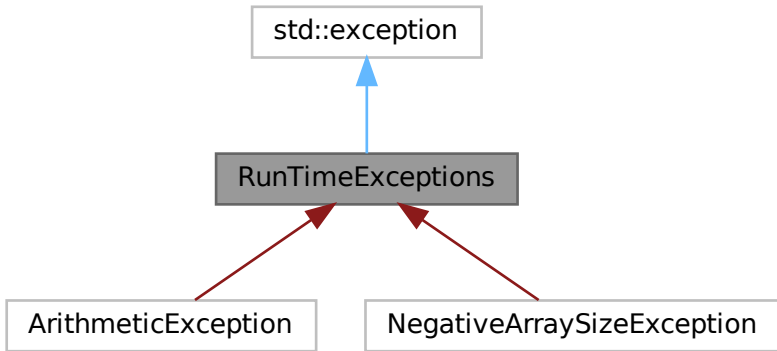 std::exception
RunTimeExceptions
ArithmeticException
NegativeArraySizeException